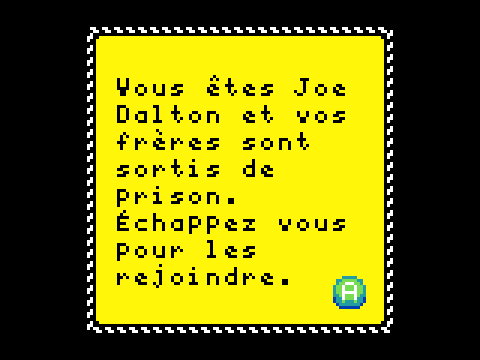 Vous êtes Joe
Dalton et vos
frères sont
sortis de
prison.
Échappez vous
pour les
rejoindre.
A